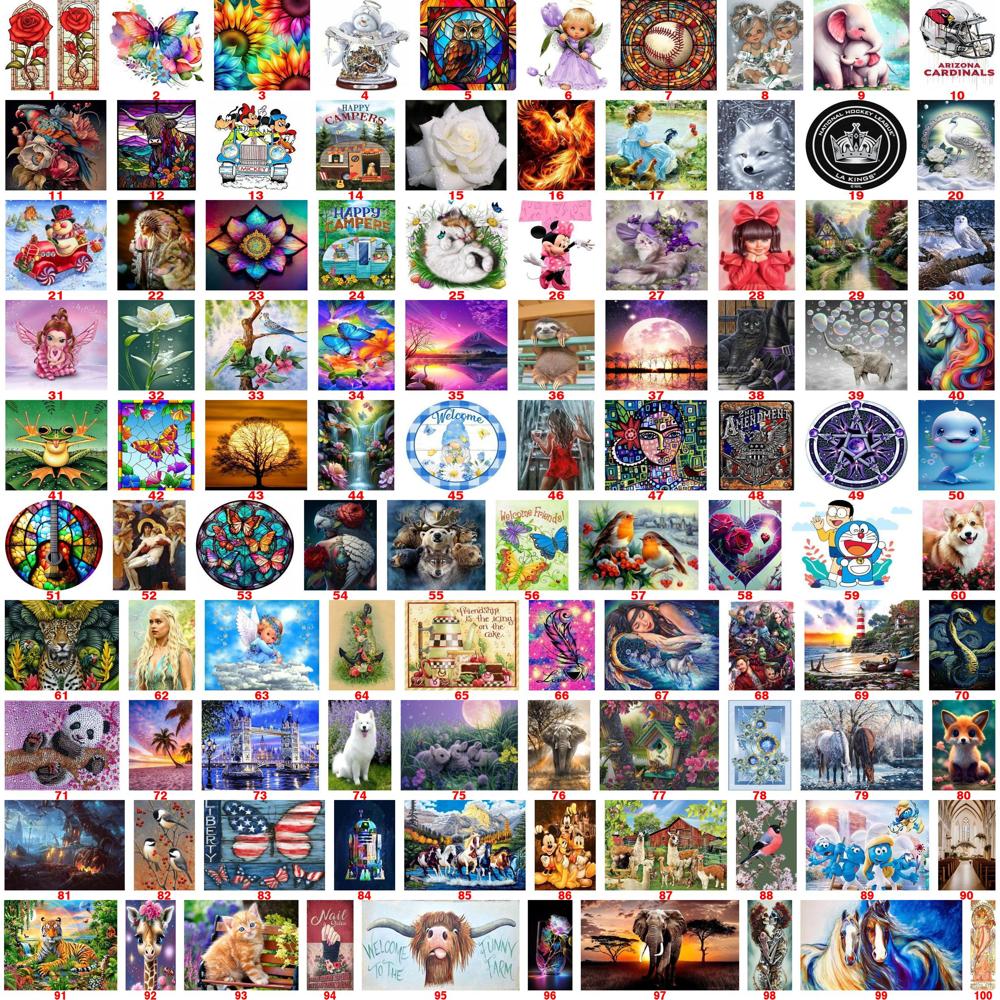 ARIZONA
CARDINALS
1 2 3 4 5 6 7 8 9 10
MICKEY
HAPPY
CAMPERS
NATIONAL HOCKEY LEAGUE
LA KINGS
11 12 13 14 15 16 17 18 19 20
HAPPY
CAMPERS
21 22 23 24 25 26 27 28 29 30
31 32 33 34 35 36 37 38 39 40
Welcome
2ND
AMENDMENT
41 42 43 44 45 46 47 48 49 50
Welcome Friends!
51 52 53 54 55 56 57 58 59 60
Friendship
is the icing
on the
cake.
61 62 63 64 65 66 67 68 69 70
71 72 73 74 75 76 77 78 79 80
LIBERTY
81 82 83 84 85 86 87 88 89 90
Nail
WELCOME
TO THE
FUNNY
FARM
91 92 93 94 95 96 97 98 99 100